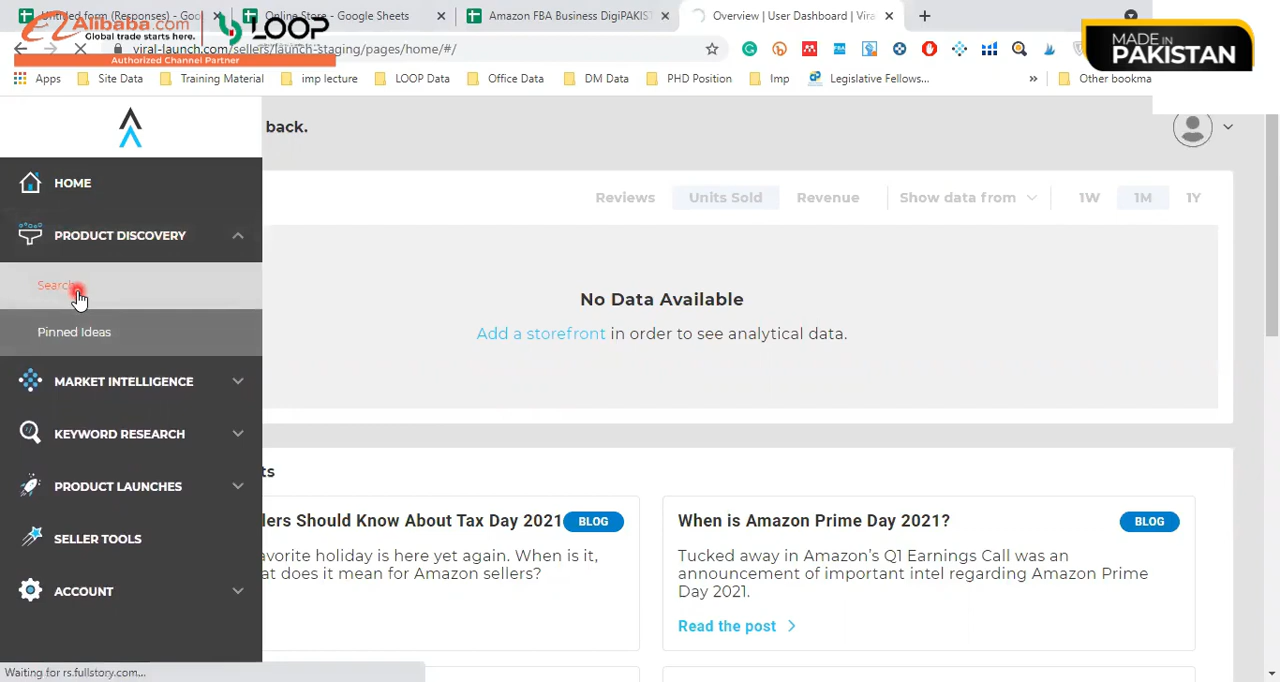 Untitled form (Responses) - Goo
Online Store - Google Sheets
Amazon FBA Business DigiPAKIST
Overview | User Dashboard | Vira
Alibaba.com
Global trade starts here.
Authorized Channel Partner
LOOP
MADE IN
PAKISTAN
viral-launch.com/sellers/launch-staging/pages/home/#/
Apps
Site Data
Training Material
imp lecture
LOOP Data
Office Data
DM Data
PHD Position
Imp
Legislative Fellows...
»
Other bookma
back.
HOME
PRODUCT DISCOVERY
Search
Pinned Ideas
MARKET INTELLIGENCE
KEYWORD RESEARCH
PRODUCT LAUNCHES
SELLER TOOLS
ACCOUNT
Reviews
Units Sold
Revenue
Show data from
1W
1M
1Y
No Data Available
Add a storefront in order to see analytical data.
ts
llers Should Know About Tax Day 2021
BLOG
favorite holiday is here yet again. When is it,
at does it mean for Amazon sellers?
When is Amazon Prime Day 2021?
BLOG
Tucked away in Amazon's Q1 Earnings Call was an
announcement of important intel regarding Amazon Prime
Day 2021.
Read the post
Waiting for rs.fullstory.com...